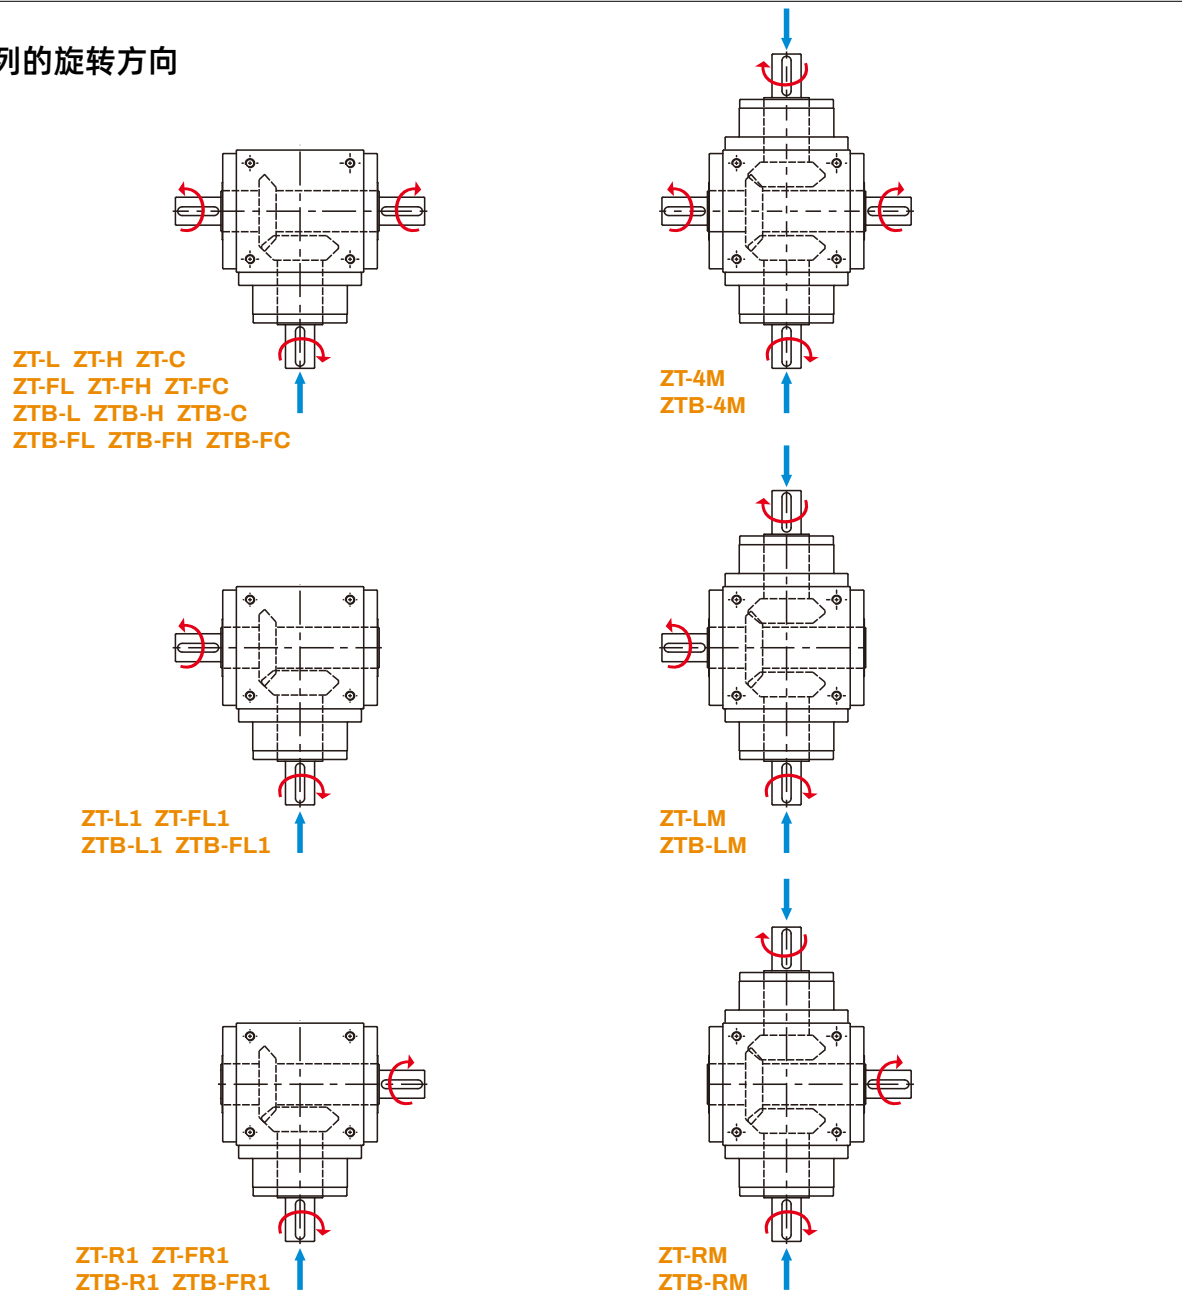 列的旋转方向
ZT-L ZT-H ZT-C
ZT-FL ZT-FH ZT-FC
ZTB-L ZTB-H ZTB-C
ZTB-FL ZTB-FH ZTB-FC
ZT-4M
ZTB-4M
ZT-L1 ZT-FL1
ZTB-L1 ZTB-FL1
ZT-LM
ZTB-LM
ZT-R1 ZT-FR1
ZTB-R1 ZTB-FR1
ZT-RM
ZTB-RM